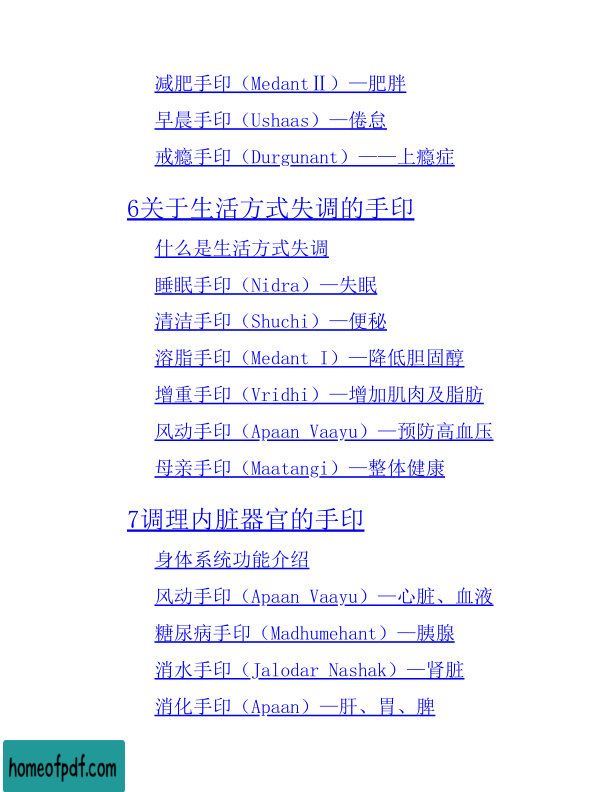 减肥手印（MedantⅡ）—肥胖
早晨手印（Ushaas）—倦怠
戒瘾手印（Durgunant）——上瘾症
6关于生活方式失调的手印
什么是生活方式失调
睡眠手印（Nidra）—失眠
清洁手印（Shuchi）—便秘
溶脂手印（Medant I）—降低胆固醇
增重手印（Vridhi）—增加肌肉及脂肪
风动手印（Apaan Vaayu）—预防高血压
母亲手印（Maatangi）—整体健康
7调理内脏器官的手印
身体系统功能介绍
风动手印（Apaan Vaayu）—心脏、血液
糖尿病手印（Madhumehant）—胰腺
消水手印（Jalodar Nashak）—肾脏
消化手印（Apaan）—肝、胃、脾
homeofpdf.com